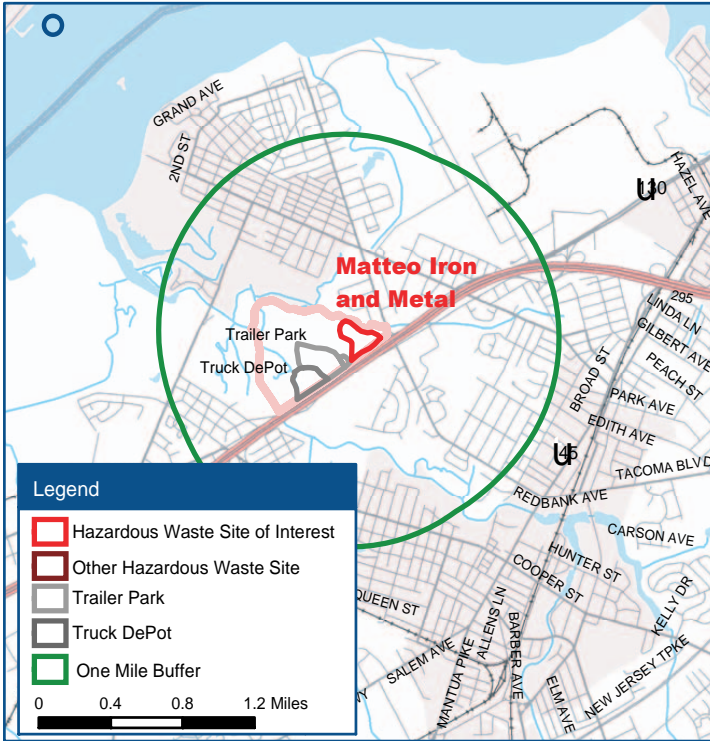 GRAND AVE
2ND ST
HAZEL AVE
u
130
Matteo Iron
and Metal
295
LINDA LN
GILBERT AVE
PEACH ST
Trailer Park
Truck DePot
BROAD ST
PARK AVE
EDITH AVE
u
45
TACOMA BLVD
REDBANK AVE
CARSON AVE
HUNTER ST
COOPER ST
KELLY DR
QUEEN ST
ALLENS LN
BARBER AVE
SALEM AVE
MANTUA PIKE
ELM AVE
NEW JERSEY TPKE
WY
Legend
Hazardous Waste Site of Interest
Other Hazardous Waste Site
Trailer Park
Truck DePot
One Mile Buffer
0 0.4 0.8 1.2 Miles